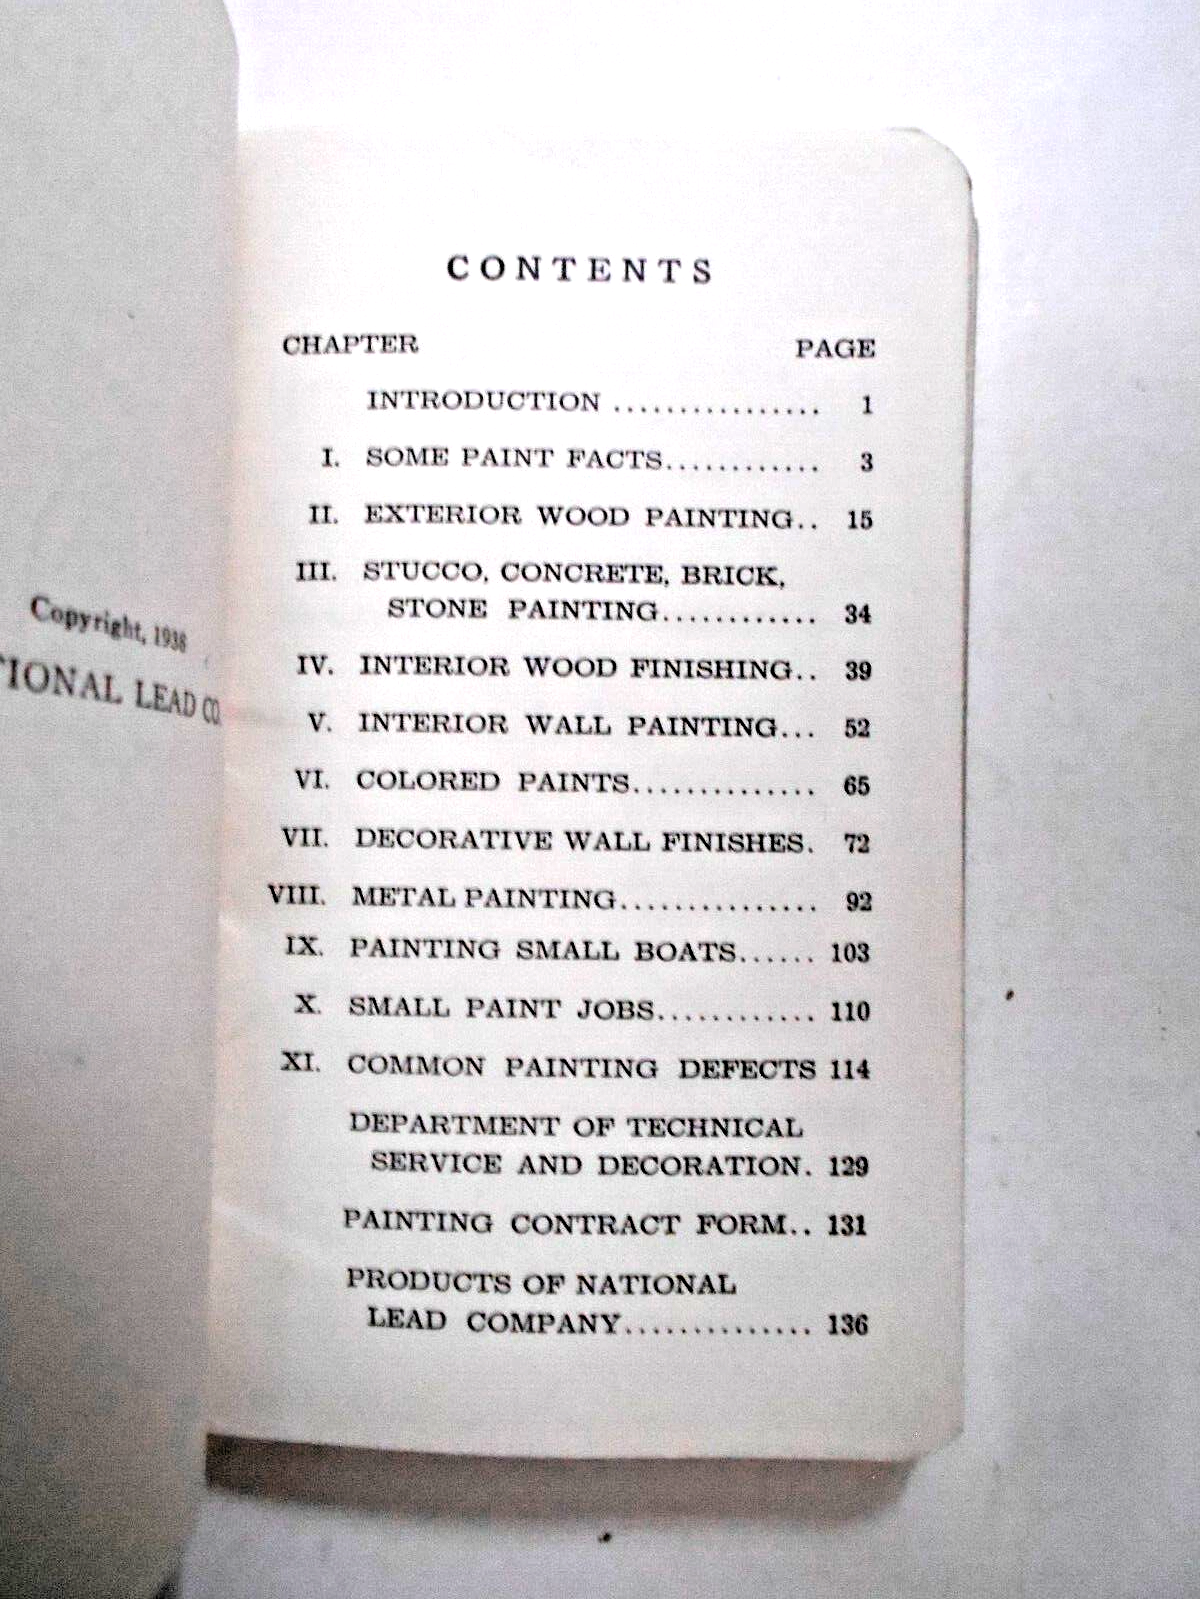 Copyright, 1938
TIONAL LEAD CO.
CONTENTS
CHAPTER PAGE
INTRODUCTION ................ 1
I. SOME PAINT FACTS............ 3
II. EXTERIOR WOOD PAINTING.. 15
III. STUCCO, CONCRETE, BRICK,
STONE PAINTING............ 34
IV. INTERIOR WOOD FINISHING.. 39
V. INTERIOR WALL PAINTING... 52
VI. COLORED PAINTS.............. 65
VII. DECORATIVE WALL FINISHES. 72
VIII. METAL PAINTING............... 92
IX. PAINTING SMALL BOATS...... 103
X. SMALL PAINT JOBS............ 110
XI. COMMON PAINTING DEFECTS 114
DEPARTMENT OF TECHNICAL
SERVICE AND DECORATION. 129
PAINTING CONTRACT FORM.. 131
PRODUCTS OF NATIONAL
LEAD COMPANY.............. 136